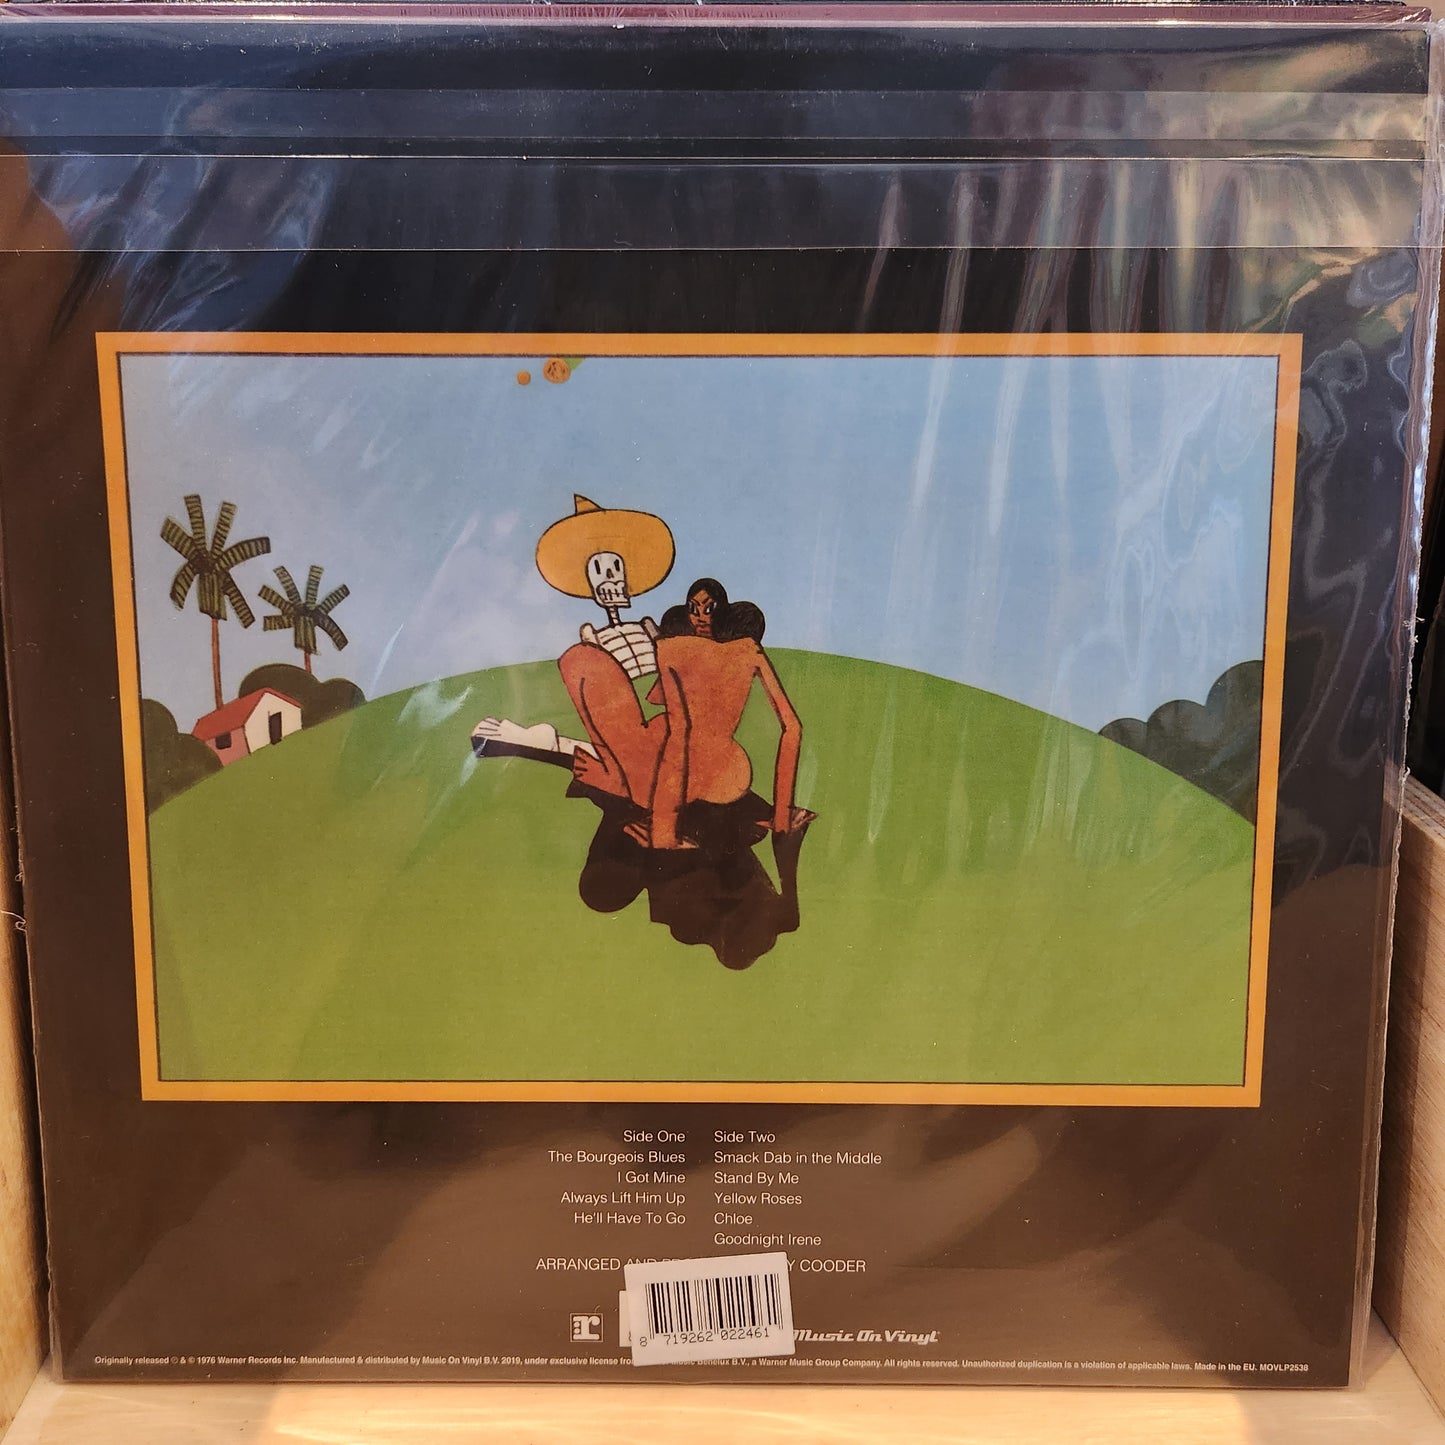 Side One
The Bourgeois Blues
I Got Mine
Always Lift Him Up
He'll Have To Go
Side Two
Smack Dab in the Middle
Stand By Me
Yellow Roses
Chloe
Goodnight Irene
ARRANGED AND Y COODER
r
Music On Vinyl
8 719262 022461
Originally released ℗ & © 1976 Warner Records Inc. Manufactured & distributed by Music On Vinyl B.V. 2019, under exclusive license Benelux B.V., a Warner Music Group Company. All rights reserved. Unauthorized duplication is a violation of applicable laws. Made in the EU. MOVLP2538